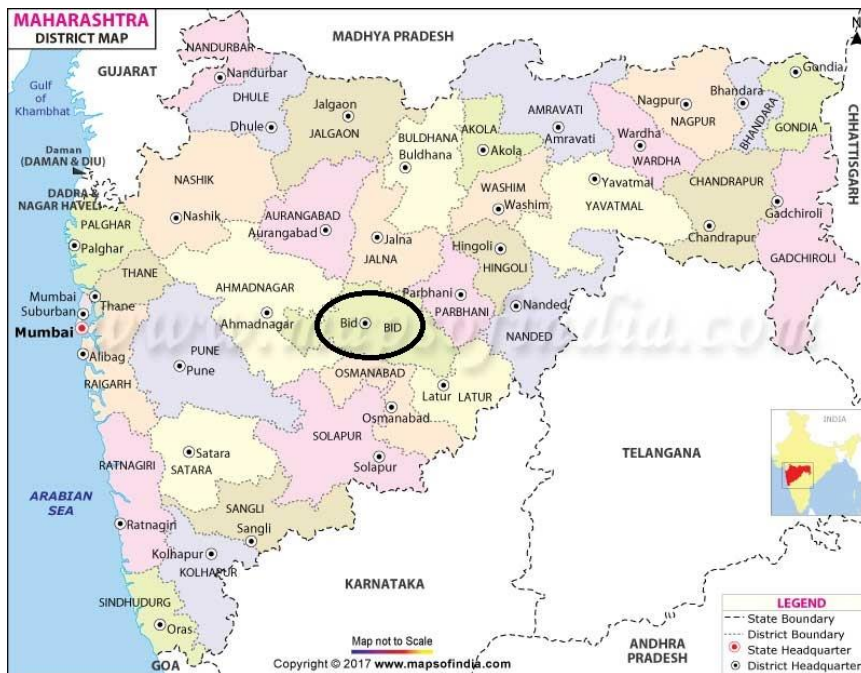 MAHARASHTRA
DISTRICT MAP
MADHYA PRADESH
GUJARAT
Gulf
of
Khambhat
NANDURBAR
Nandurbar
DHULE
Dhule
Jalgaon
JALGAON
BULDHANA
Buldhana
AKOLA
Akola
AMRAVATI
Amravati
Nagpur
NAGPUR
Wardha
WARDHA
Bhandara
BHANDARA
Gondia
GONDIA
CHHATTISGARH
Daman
(DAMAN & DIU)
DADRA &
NAGAR HAVELI
NASHIK
Nashik
AURANGABAD
Aurangabad
Jalna
JALNA
WASHIM
Washim
Yavatmal
YAVATMAL
CHANDRAPUR
Chandrapur
Gadchiroli
GADCHIROLI
Hingoli
HINGOLI
PALGHAR
Palghar
THANE
Thane
Mumbai
Suburban
Mumbai
Alibag
RAIGARH
AHMADNAGAR
Ahmadnagar
Bid
BID
Parbhani
PARBHANI
Nanded
NANDED
www.mapsofindia.com
PUNE
Pune
OSMANABAD
Osmanabad
Latur
LATUR
SOLAPUR
Solapur
Satara
SATARA
RATNAGIRI
Ratnagiri
SANGLI
Sangli
Kolhapur
KOLHAPUR
SINDHUDURG
Oras
ARABIAN
SEA
GOA
KARNATAKA
TELANGANA
ANDHRA
PRADESH
INDIA
N
Map not to Scale
Copyright © 2017 www.mapsofindia.com
LEGEND
State Boundary
District Boundary
State Headquarter
District Headquarter